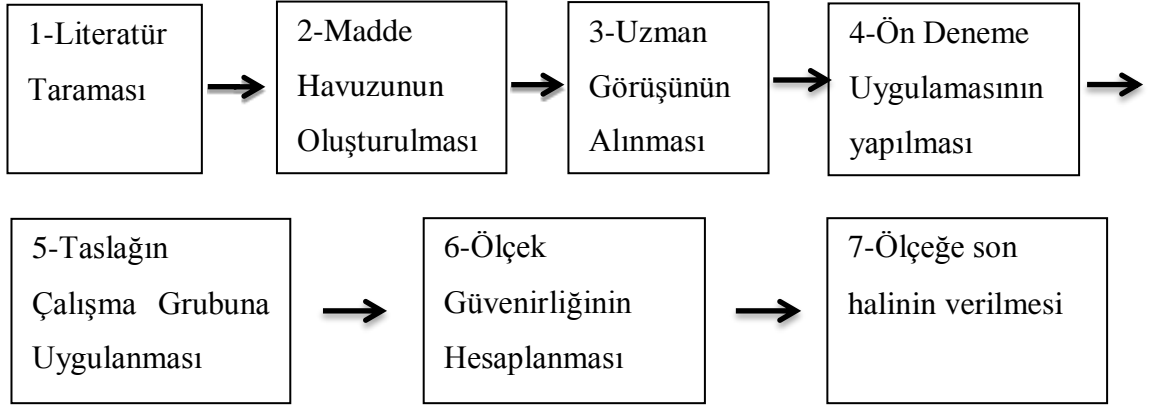 1-Literatür
Taraması
2-Madde
Havuzunun
Oluşturulması
3-Uzman
Görüşünün
Alınması
4-Ön Deneme
Uygulamasının
yapılması
5-Taslağın
Çalışma Grubuna
Uygulanması
6-Ölçek
Güvenirliğinin
Hesaplanması
7-Ölçeğe son
halinin verilmesi